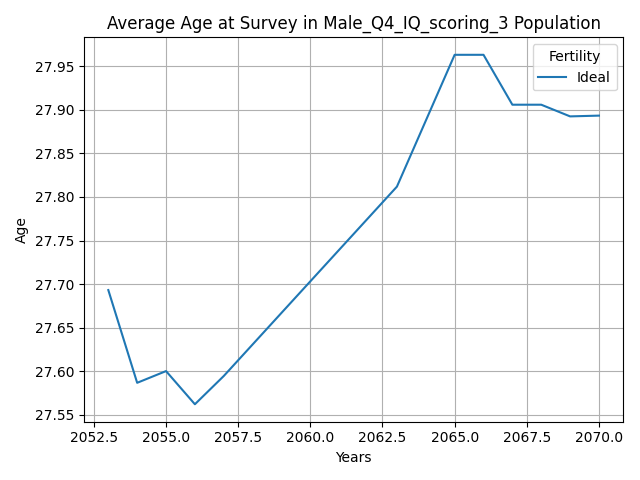 Average Age at Survey in Male_Q4_IQ_scoring_3 Population
Fertility
Ideal
27.95
27.90
27.85
27.80
27.75
27.70
27.65
27.60
27.55
Age
2052.5 2055.0 2057.5 2060.0 2062.5 2065.0 2067.5 2070.0
Years